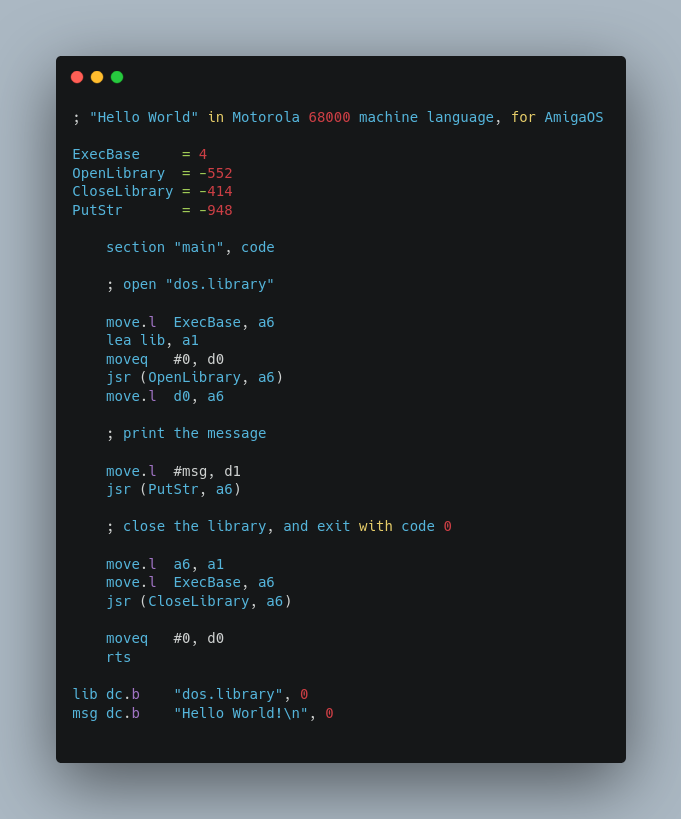 ; "Hello World" in Motorola 68000 machine language, for AmigaOS

ExecBase     = 4
OpenLibrary  = -552
CloseLibrary = -414
PutStr       = -948

    section "main", code

    ; open "dos.library"

    move.l  ExecBase, a6
    lea lib, a1
    moveq   #0, d0
    jsr (OpenLibrary, a6)
    move.l  d0, a6

    ; print the message

    move.l  #msg, d1
    jsr (PutStr, a6)

    ; close the library, and exit with code 0

    move.l  a6, a1
    move.l  ExecBase, a6
    jsr (CloseLibrary, a6)

    moveq   #0, d0
    rts

lib dc.b    "dos.library", 0
msg dc.b    "Hello World!\n", 0